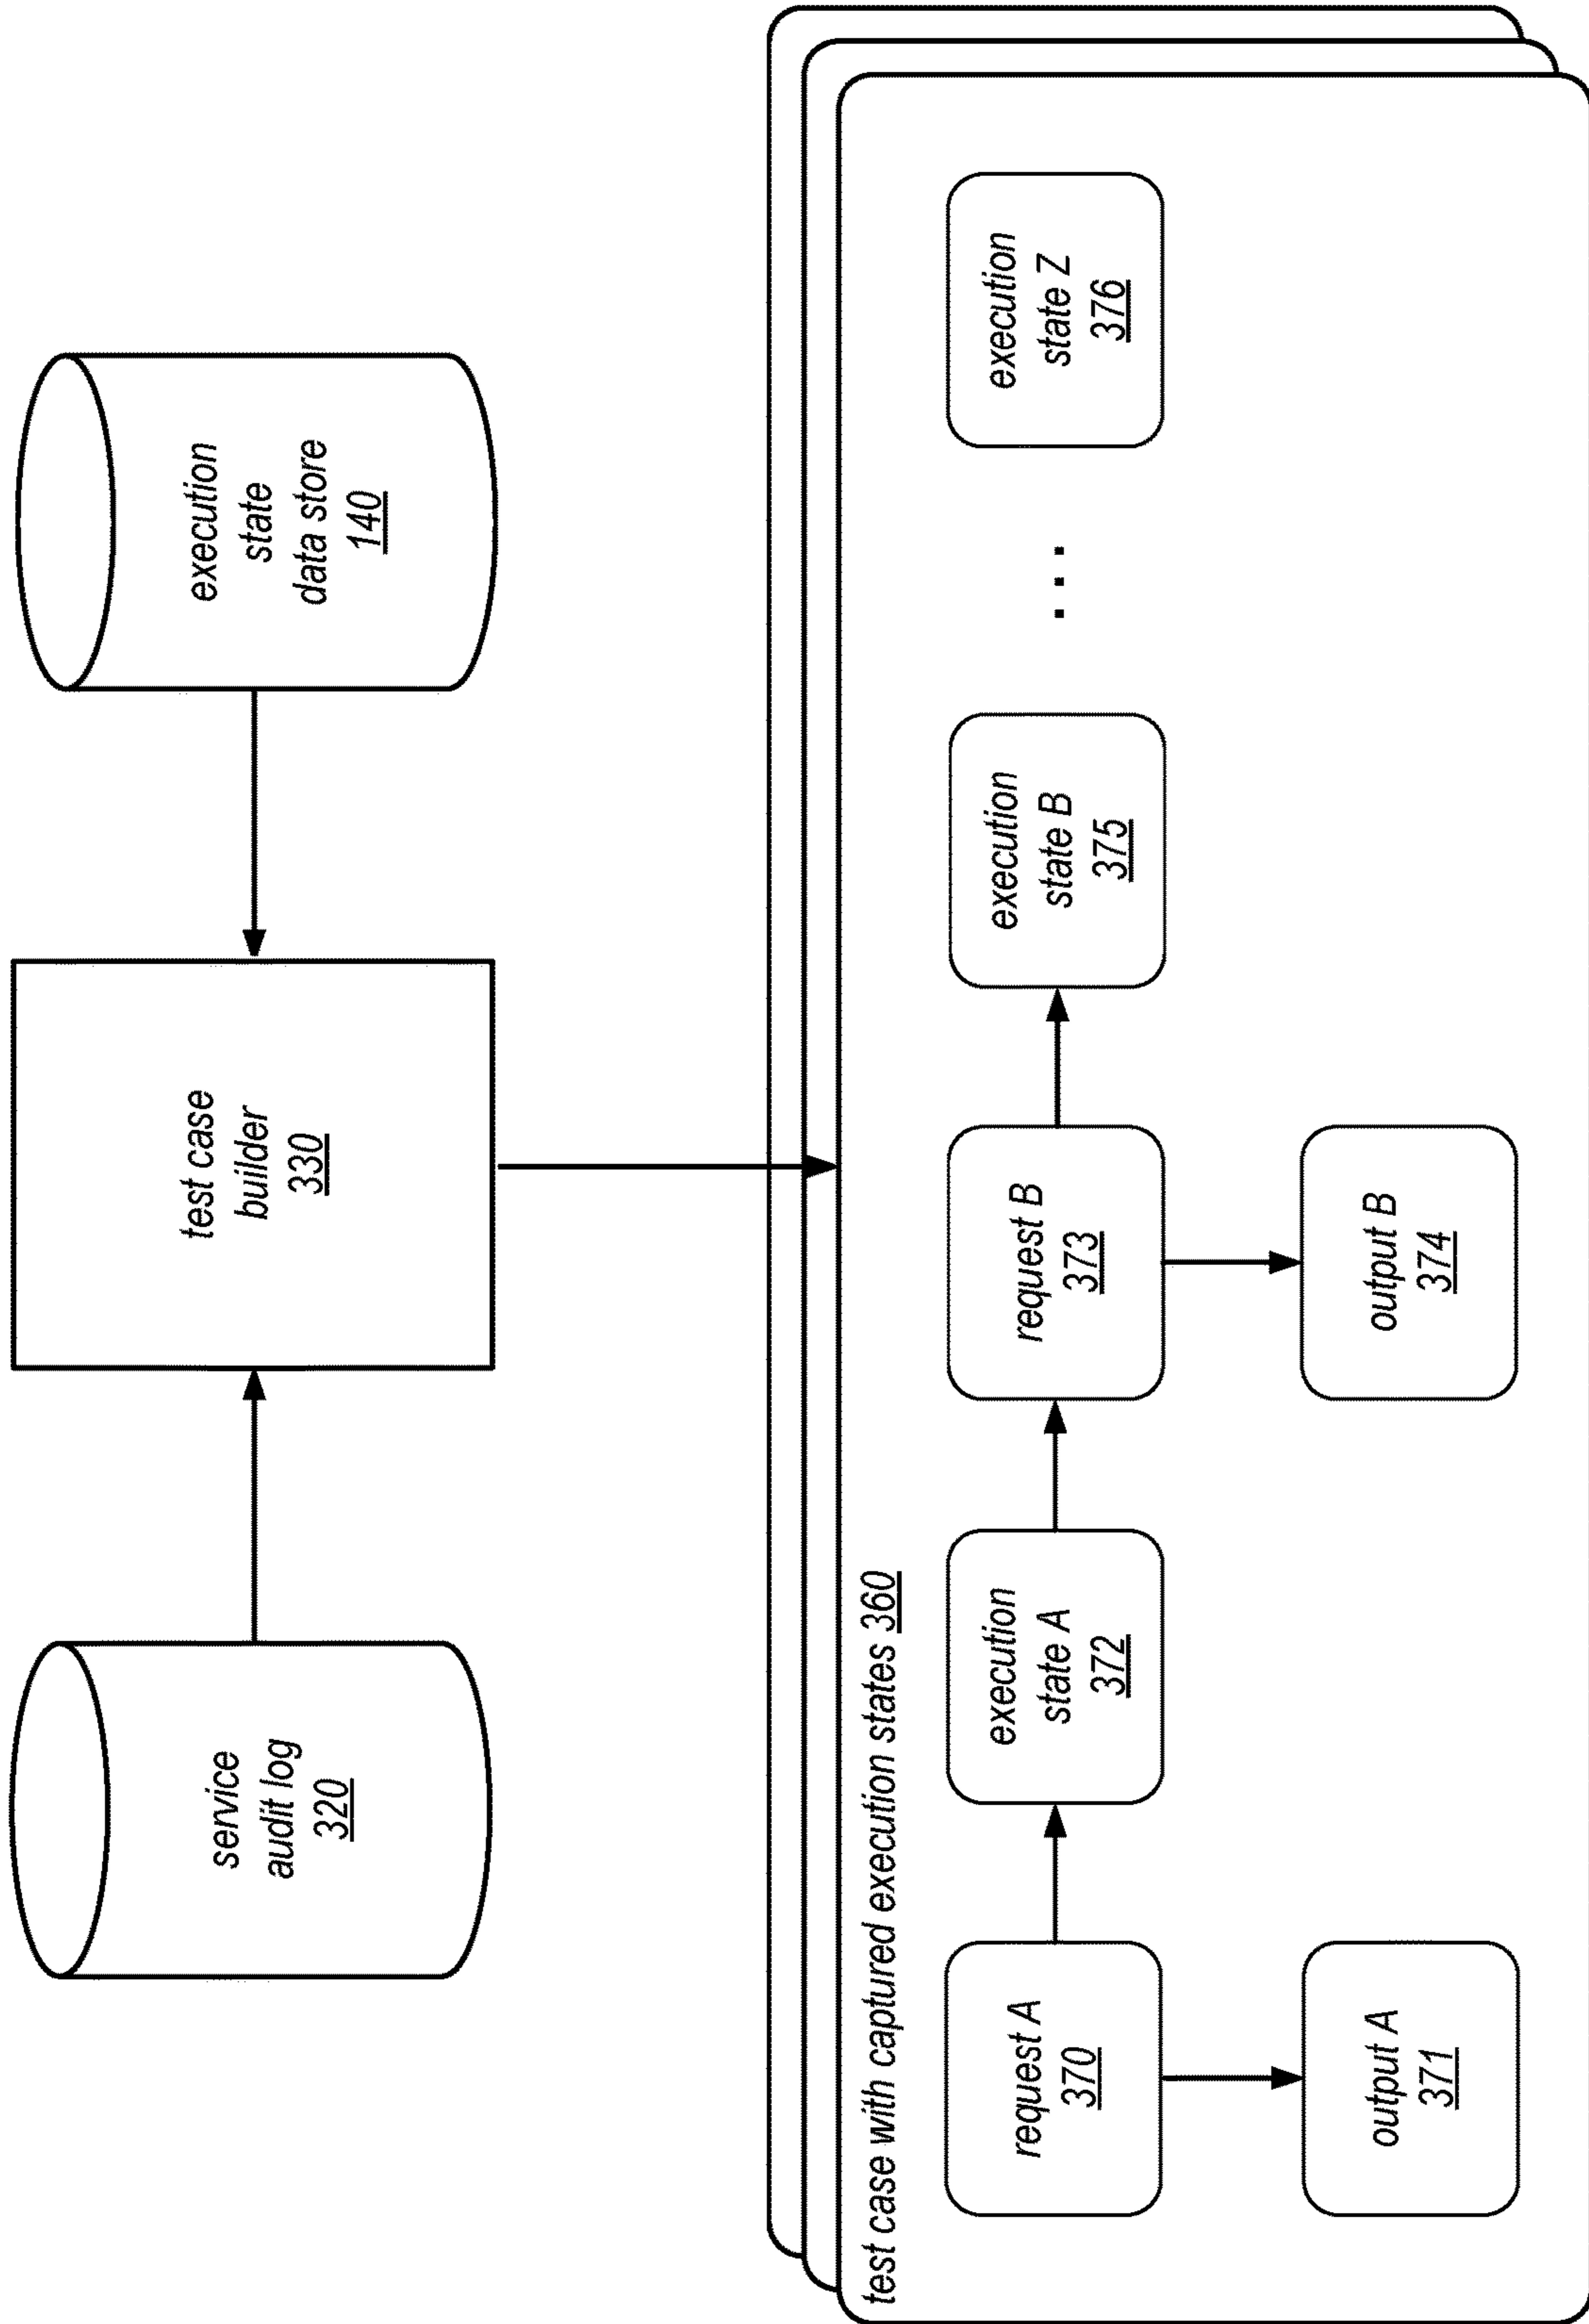 service
audit log
320
test case
builder
330
execution
state
data store
140
test case with captured execution states 360
request A
370
execution
state A
372
request B
373
execution
state B
375
. . .
execution
state Z
376
output A
371
output B
374